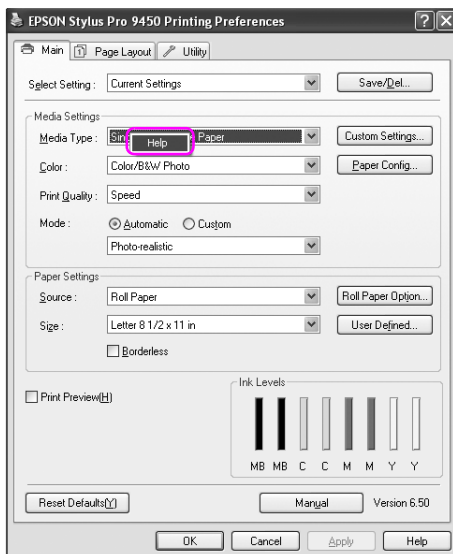 EPSON Stylus Pro 9450 Printing Preferences
Main Page Layout Utility
Select Setting : Current Settings Save/Del...
Media Settings
Media Type : Sin Help Paper Custom Settings...
Color : Color/B&W Photo Paper Config...
Print Quality : Speed
Mode : Automatic Custom
Photo-realistic
Paper Settings
Source : Roll Paper Roll Paper Option...
Size : Letter 8 1/2 x 11 in User Defined...
Borderless
Print Preview(H)
Ink Levels
MB MB C C M M Y Y
Reset Defaults(Y) Manual Version 6.50
OK Cancel Apply Help